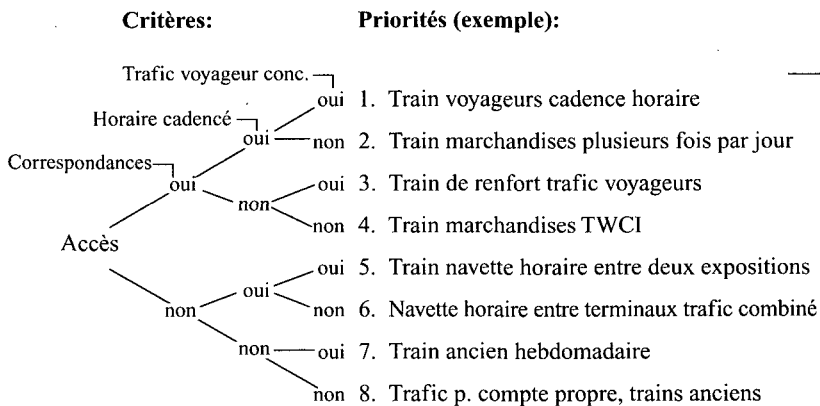 Critères: Priorités (exemple):
Trafic voyageur conc.
oui 1. Train voyageurs cadence horaire
Horaire cadencé
oui non 2. Train marchandises plusieurs fois par jour
Correspondances
oui oui 3. Train de renfort trafic voyageurs
non
non 4. Train marchandises TWCI
Accès
oui 5. Train navette horaire entre deux expositions
oui
non non 6. Navette horaire entre terminaux trafic combiné
non oui 7. Train ancien hebdomadaire
non 8. Trafic p. compte propre, trains anciens